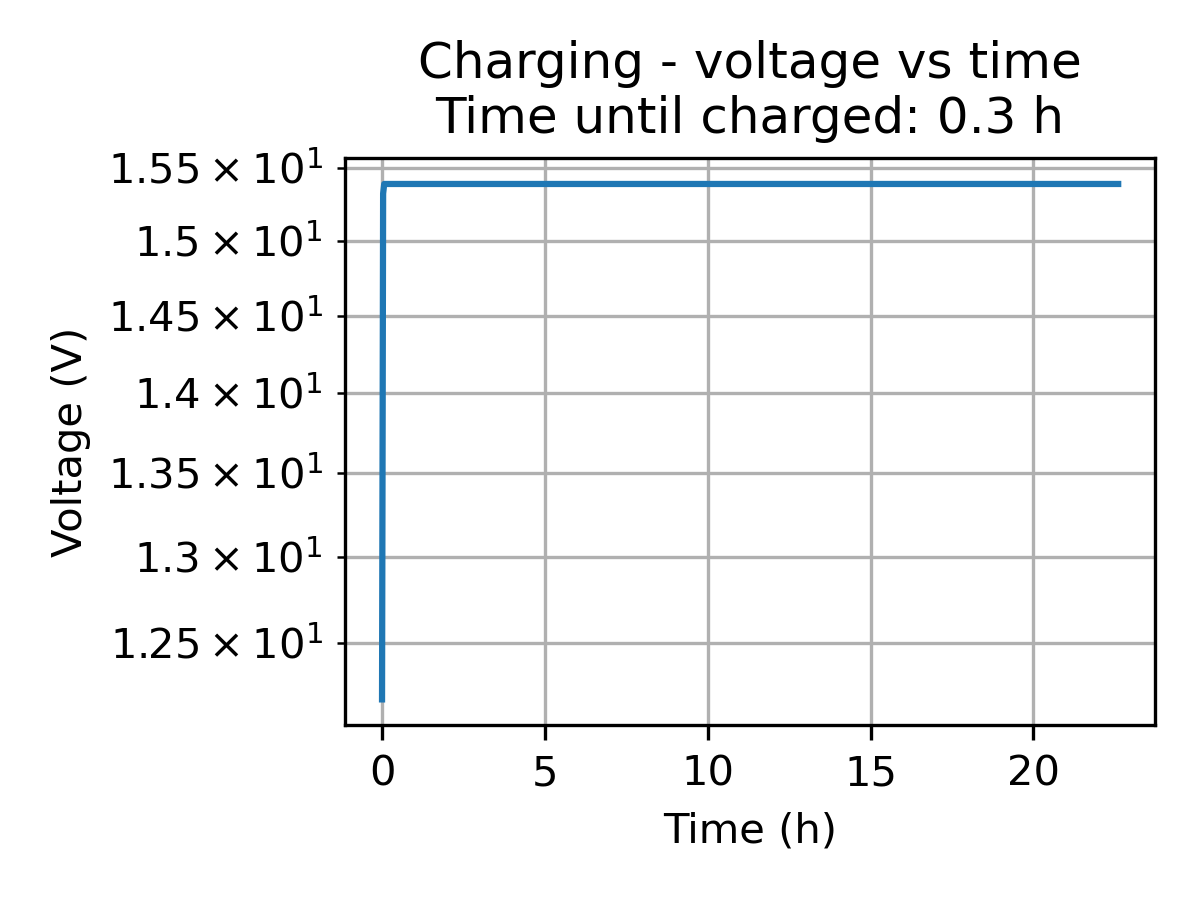 Charging - voltage vs time
Time until charged: 0.3 h
1.55 × 10¹
1.5 × 10¹
1.45 × 10¹
1.4 × 10¹
1.35 × 10¹
1.3 × 10¹
1.25 × 10¹
Voltage (V)
0 5 10 15 20
Time (h)